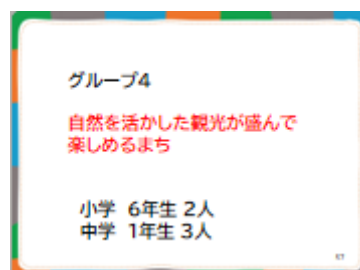 グループ4
自然を活かした観光が盛んで
楽しめるまち
小学 6年生 2人
中学 1年生 3人